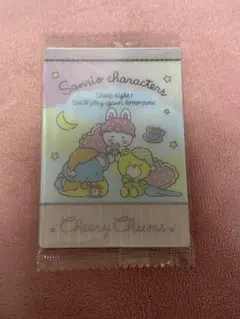 Sanrio characters
Sleep tight!
We'll play again tomorrow
Cheery Chums